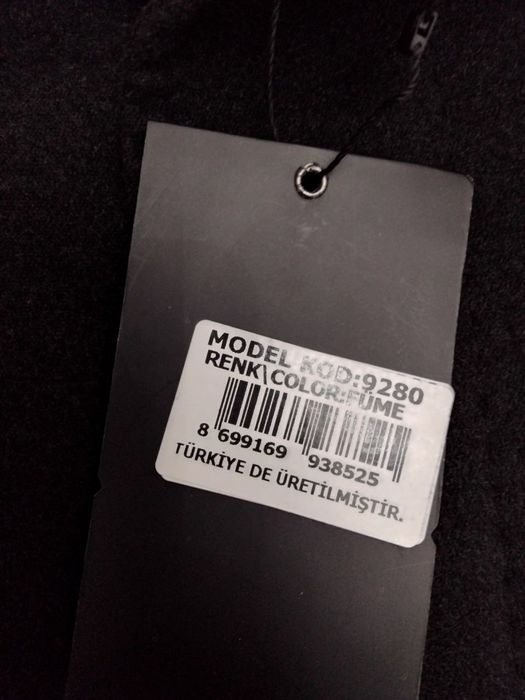 MODEL KOD:9280
RENK\COLOR:FÜME
8 699169 938525
TÜRKİYE DE ÜRETİLMİŞTİR.